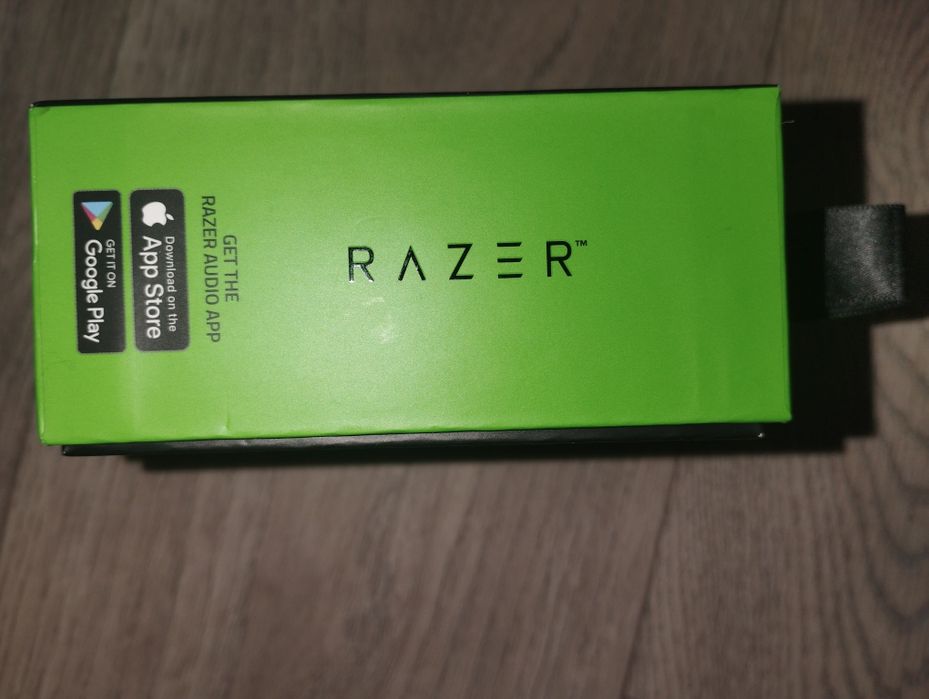 RAZER™
GET THE
RAZER AUDIO APP
Download on the
App Store
GET IT ON
Google Play